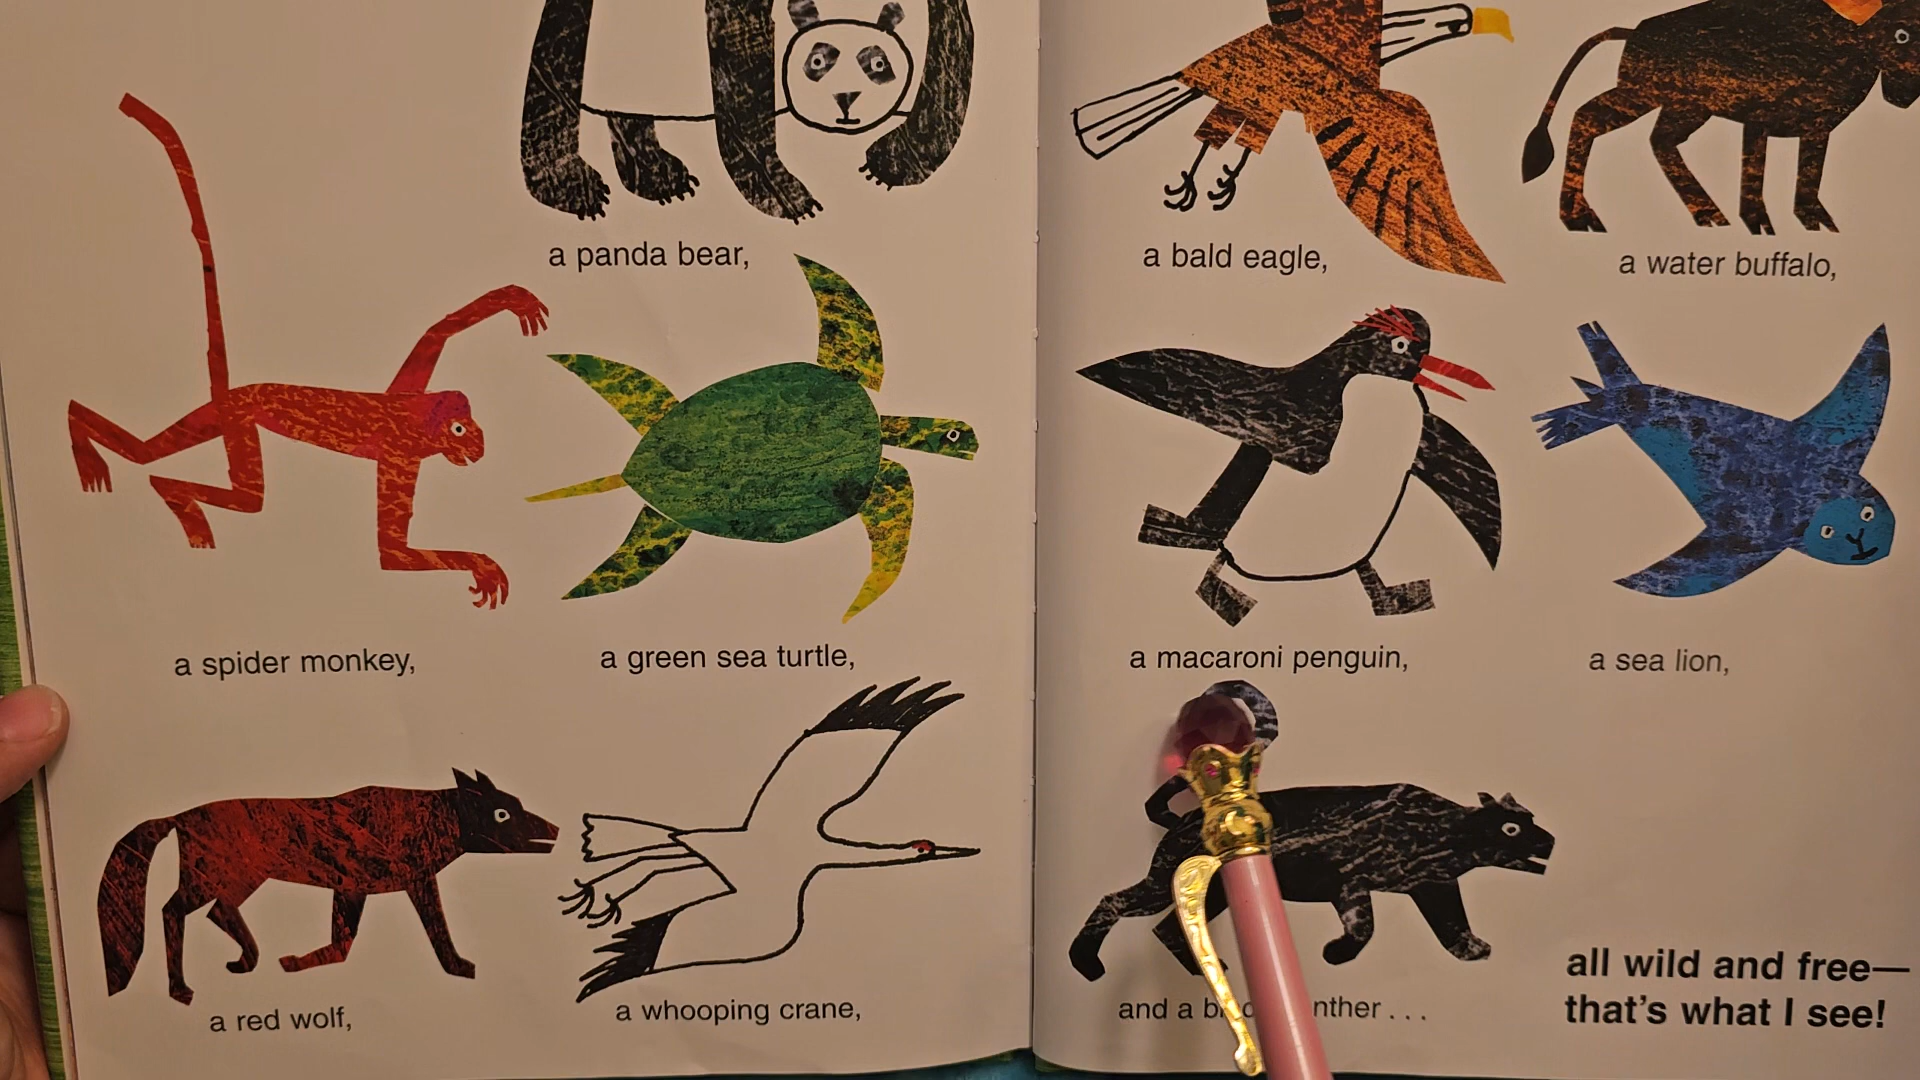 a panda bear,
a spider monkey,
a green sea turtle,
a red wolf,
a whooping crane,
a bald eagle,
a water buffalo,
a macaroni penguin,
a sea lion,
and a
all wild and free—
that's what I see!